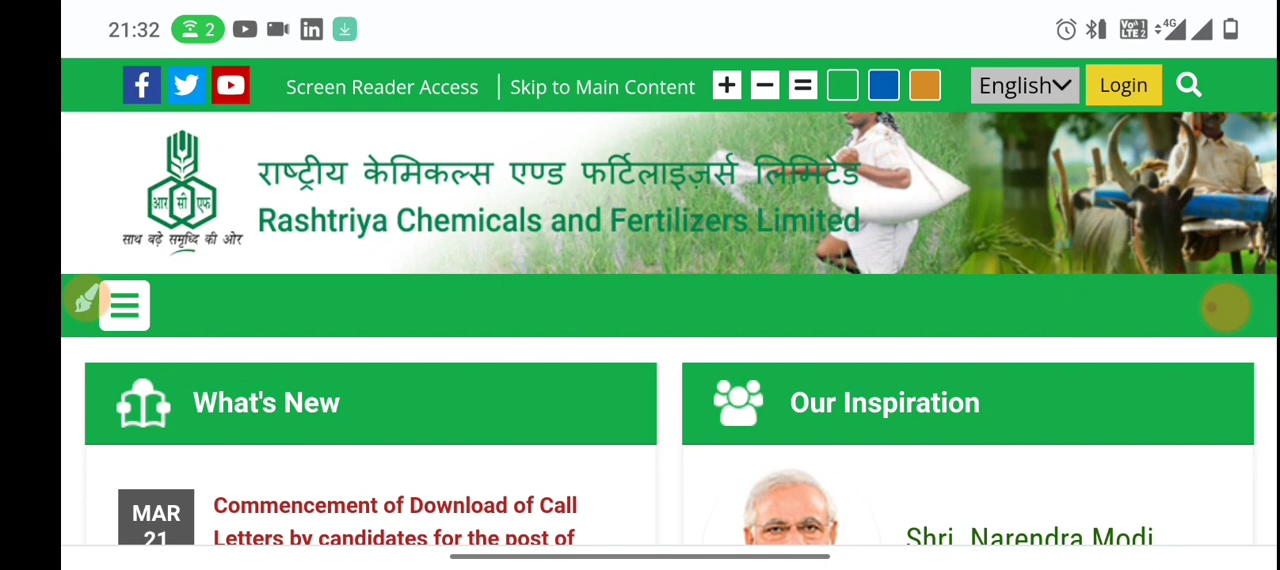 21:32
2
4G
Screen Reader Access
Skip to Main Content
English
Login
राष्ट्रीय केमिकल्स एण्ड फर्टिलाइज़र्स लिमिटेड
Rashtriya Chemicals and Fertilizers Limited
आर सी एफ
साथ बढ़े समृध्दि की ओर
What's New
Our Inspiration
MAR
21
Commencement of Download of Call
Letters by candidates for the post of
Shri. Narendra Modi